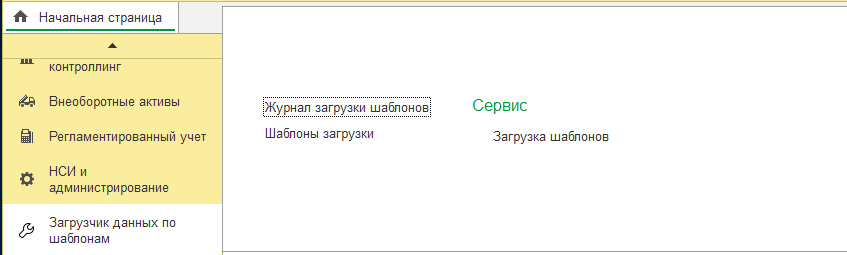 Начальная страница
контроллинг
Внеоборотные активы
Регламентированный учет
НСИ и
администрирование
Загрузчик данных по
шаблонам
Журнал загрузки шаблонов
Шаблоны загрузки
Сервис
Загрузка шаблонов